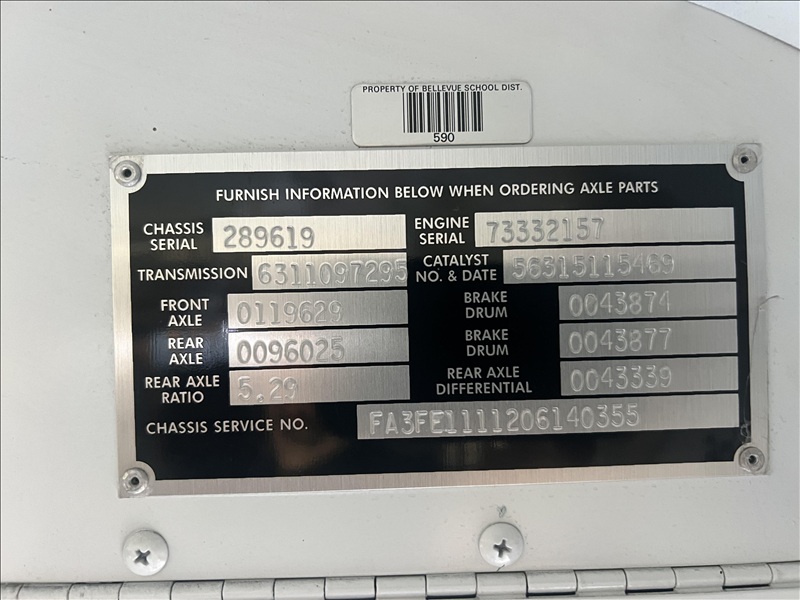 PROPERTY OF BELLEVUE SCHOOL DIST.
590
FURNISH INFORMATION BELOW WHEN ORDERING AXLE PARTS
CHASSIS SERIAL 289619
ENGINE SERIAL 73332157
TRANSMISSION 6311097295
CATALYST NO. & DATE 56315115469
FRONT AXLE 0119629
BRAKE DRUM 0043874
REAR AXLE 0096025
BRAKE DRUM 0043877
REAR AXLE RATIO 5.29
REAR AXLE DIFFERENTIAL 0043339
CHASSIS SERVICE NO. FA3FE1111206140355